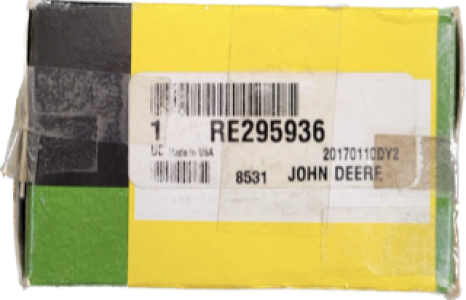 1 RE295936
Made in USA
20170110DY2
8531 JOHN DEERE